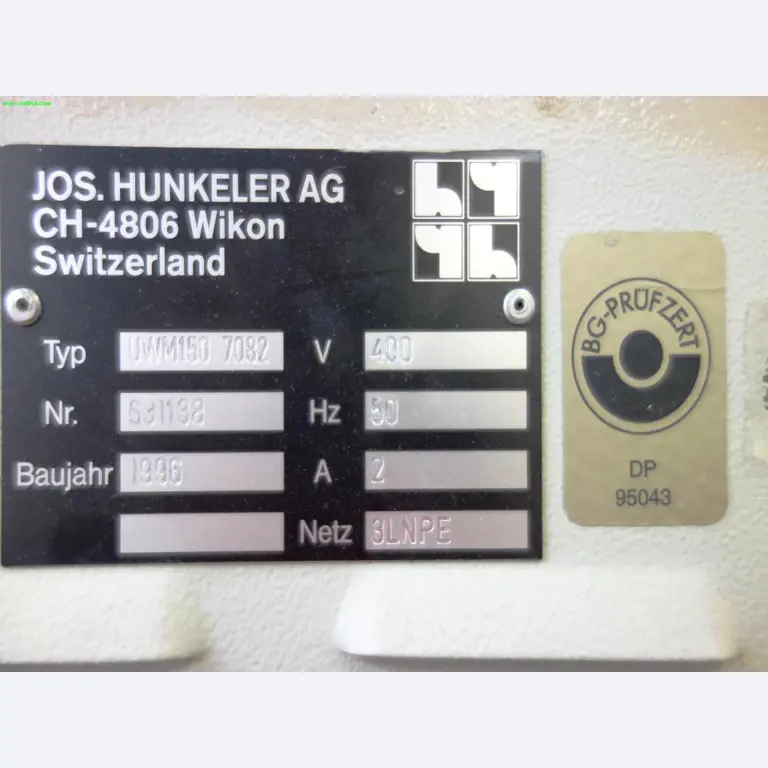 JOS. HUNKELER AG
CH-4806 Wikon
Switzerland
Typ UWM150 7082 V 400
Nr. 631138 Hz 50
Baujahr 1996 A 2
Netz 3LNPE
BG-PRÜFZERT
DP
95043